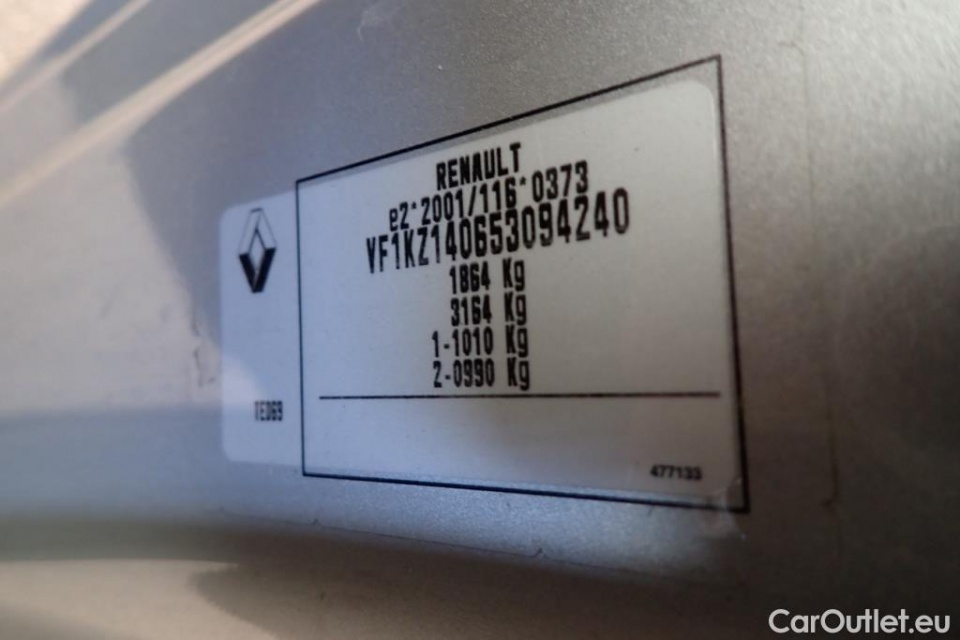 RENAULT
e2*2001/116*0373
VF1KZ140653094240
1864 Kg
3164 Kg
1-1010 Kg
2-0990 Kg
TED69
477133
CarOutlet.eu